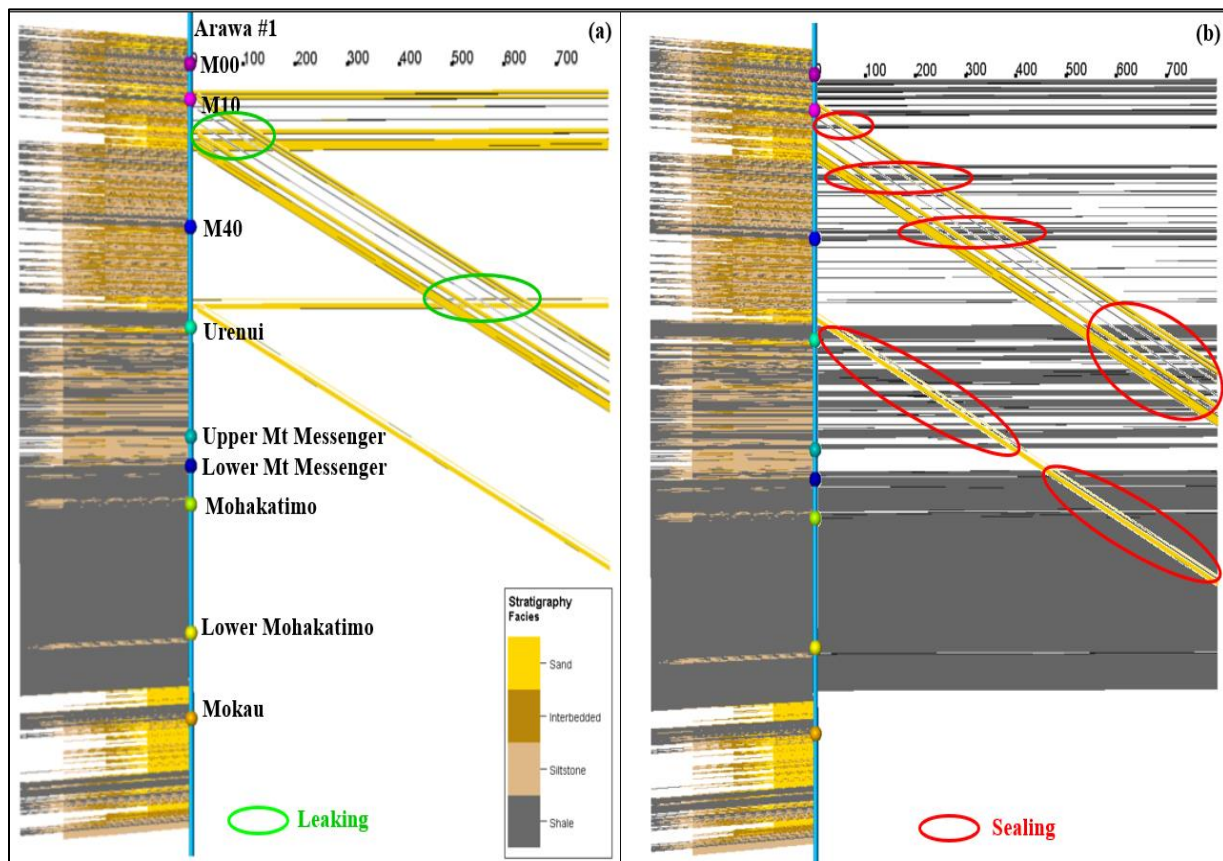 Arawa #1
(a)
0 .100 .200 .300 .400 .500 .600 .700
M00
M10
M40
Urenui
Upper Mt Messenger
Lower Mt Messenger
Mohakatimo
Lower Mohakatimo
Mokau
Leaking
Stratigraphy
Facies
Sand
Interbedded
Siltstone
Shale
(b)
0 .100 .200 .300 .400 .500 .600 .700
Sealing